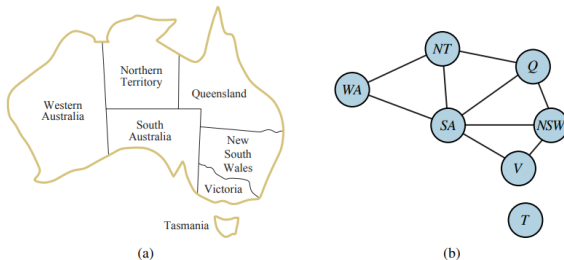 Northern
Territory
Western
Australia
Queensland
South
Australia
New
South
Wales
Victoria
Tasmania
(a)
NT
Q
WA
SA
NSW
V
T
(b)